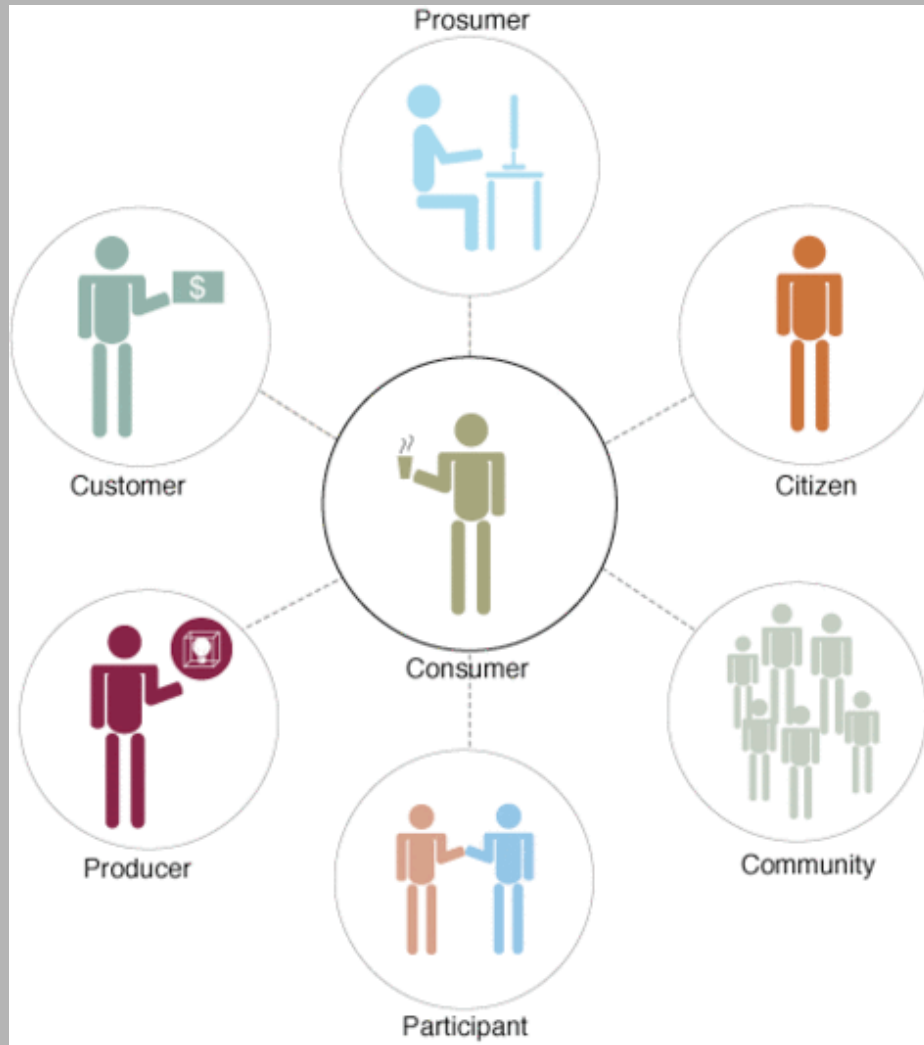 Prosumer
$
Customer
Citizen
Consumer
Producer
Community
Participant